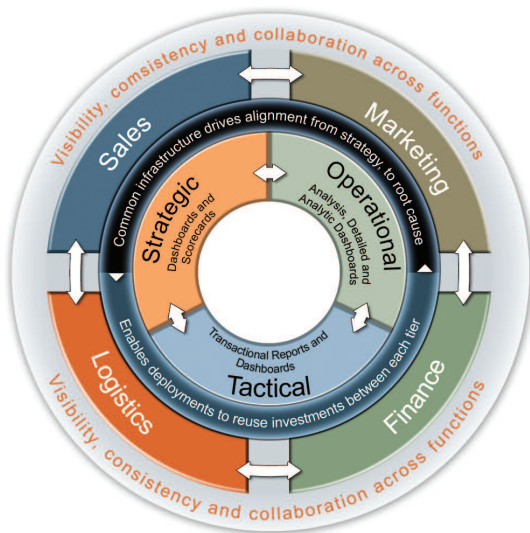 Visibility, comsistency and collaboration across functions
Sales
Marketing
Common infrastructure drives alignment from strategy, to root cause
Strategic
Dashboards and
Scorecards
Operational
Analysis, Detailed and
Analytic Dashboards
Transactional Reports and
Dashboards
Tactical
Enables deployments to reuse investments between each tier
Logistics
Finance
Visibility, consistency and collaboration across functions